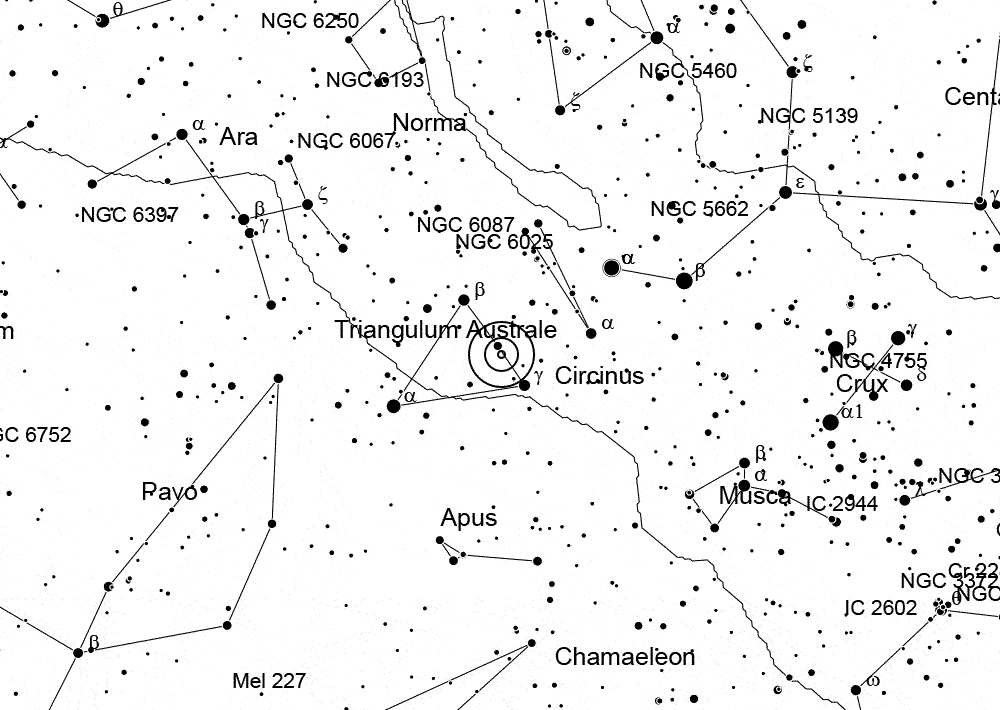 θ
NGC 6250
α
NGC 5460
ζ
NGC 6193
ζ
NGC 5139
Norma
α
Ara
NGC 6067
ε
ζ
γ
β
NGC 6397
γ
NGC 5662
NGC 6087
NGC 6025
α
β
β
α
Triangulum Australe
β
γ
NGC 4755
γ
Circinus
δ
Crux
α
α1
GC 6752
β
α
Pavo
Musca
IC 2944
λ
NGC 3
Apus
Cr 22
NGC 3372
θ
NGC
IC 2602
β
Chamaeleon
Mel 227
ω